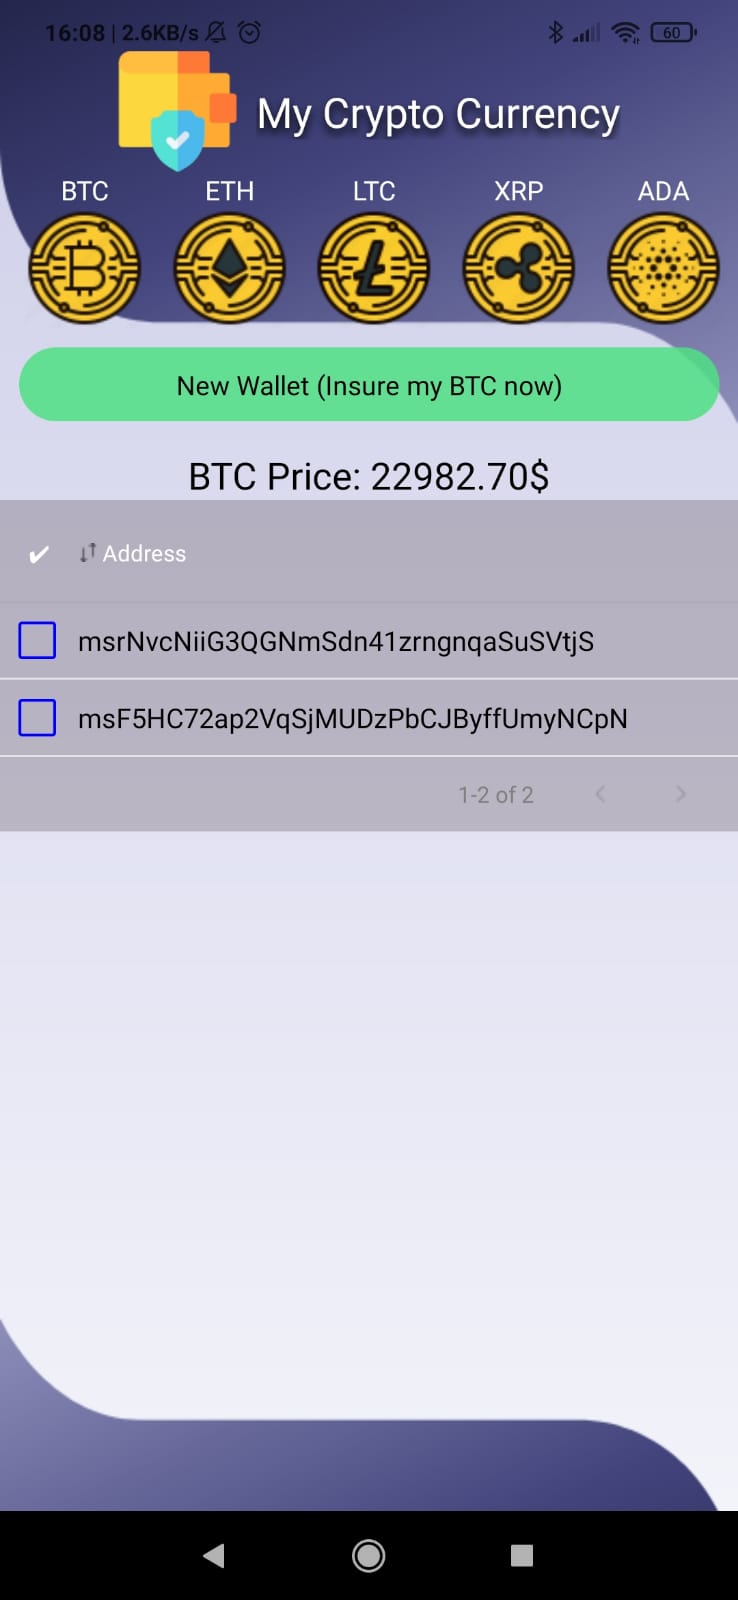 16:08 | 2.6KB/s
60
My Crypto Currency
BTC ETH LTC XRP ADA
New Wallet (Insure my BTC now)
BTC Price: 22982.70$
Address
msrNvcNiiG3QGNmSdn41zrngnqaSuSVtjS
msF5HC72ap2VqSjMUDzPbCJByffUmyNCpN
1-2 of 2